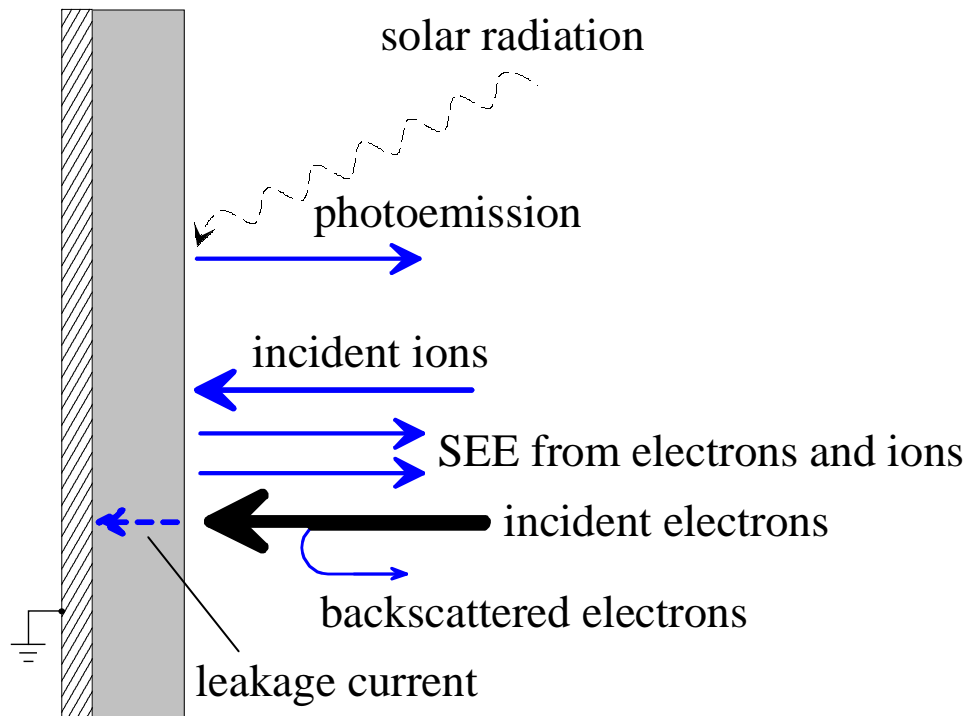 solar radiation
photoemission
incident ions
SEE from electrons and ions
incident electrons
backscattered electrons
leakage current